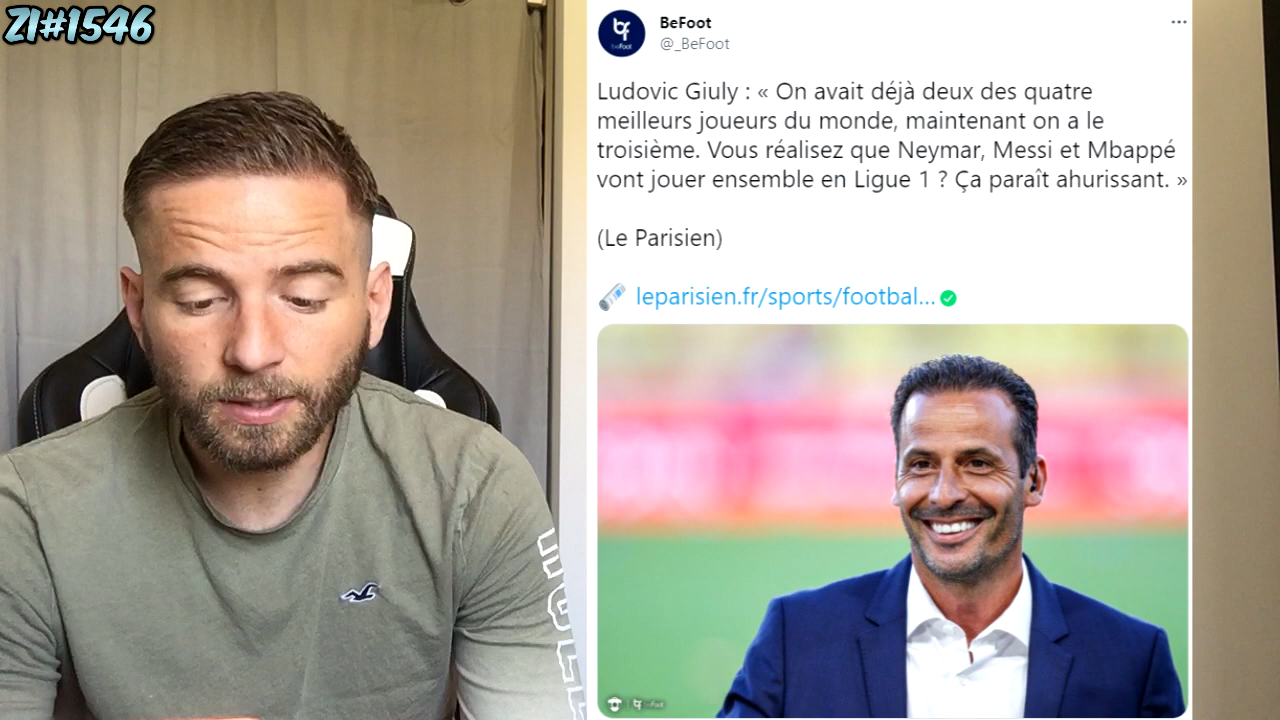 ZI#1546
BeFoot
@_BeFoot
Ludovic Giuly : « On avait déjà deux des quatre
meilleurs joueurs du monde, maintenant on a le
troisième. Vous réalisez que Neymar, Messi et Mbappé
vont jouer ensemble en Ligue 1 ? Ça paraît ahurissant. »
(Le Parisien)
leparisien.fr/sports/footbal...
bf
beFoot